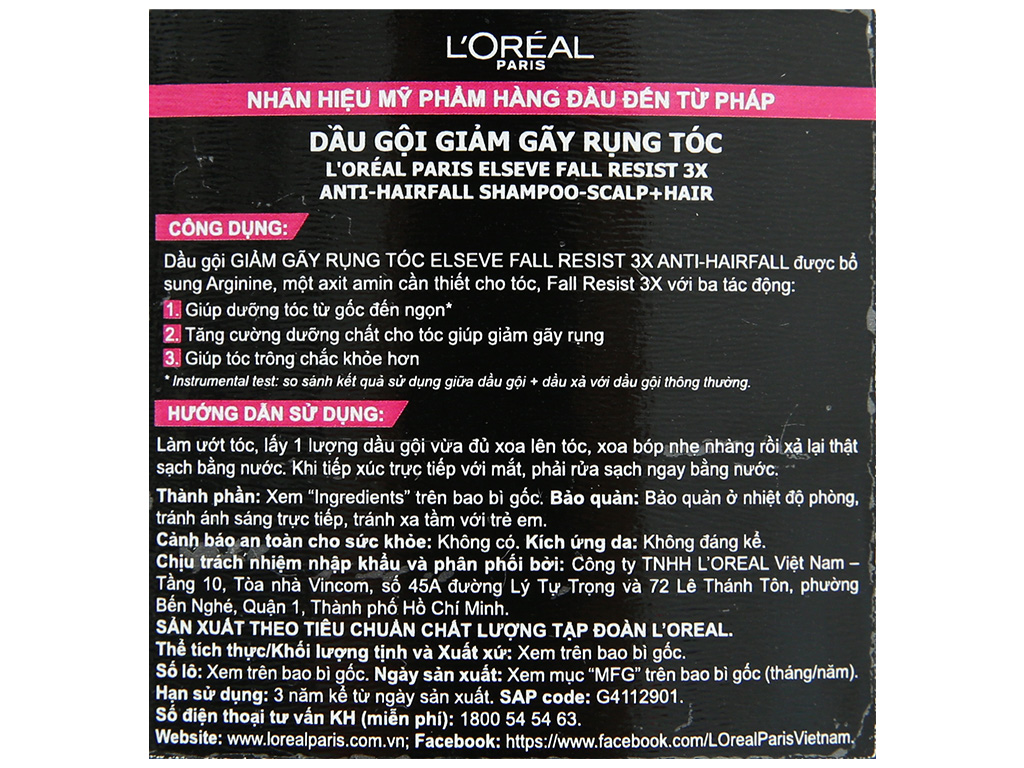 L'ORÉAL
PARIS
NHÃN HIỆU MỸ PHẨM HÀNG ĐẦU ĐẾN TỪ PHÁP
DẦU GỘI GIẢM GÃY RỤNG TÓC
L'ORÉAL PARIS ELSEVE FALL RESIST 3X
ANTI-HAIRFALL SHAMPOO-SCALP+HAIR
CÔNG DỤNG:
Dầu gội GIẢM GÃY RỤNG TÓC ELSEVE FALL RESIST 3X ANTI-HAIRFALL được bổ
sung Arginine, một axit amin cần thiết cho tóc, Fall Resist 3X với ba tác động:
1. Giúp dưỡng tóc từ gốc đến ngọn*
2. Tăng cường dưỡng chất cho tóc giúp giảm gãy rụng
3. Giúp tóc trông chắc khỏe hơn
* Instrumental test: so sánh kết quả sử dụng giữa dầu gội + dầu xả với dầu gội thông thường.
HƯỚNG DẪN SỬ DỤNG:
Làm ướt tóc, lấy 1 lượng dầu gội vừa đủ xoa lên tóc, xoa bóp nhẹ nhàng rồi xả lại thật
sạch bằng nước. Khi tiếp xúc trực tiếp với mắt, phải rửa sạch ngay bằng nước.
Thành phần: Xem “Ingredients” trên bao bì gốc. Bảo quản: Bảo quản ở nhiệt độ phòng,
tránh ánh sáng trực tiếp, tránh xa tầm với trẻ em.
Cảnh báo an toàn cho sức khỏe: Không có. Kích ứng da: Không đáng kể.
Chịu trách nhiệm nhập khẩu và phân phối bởi: Công ty TNHH L'OREAL Việt Nam –
Tầng 10, Tòa nhà Vincom, số 45A đường Lý Tự Trọng và 72 Lê Thánh Tôn, phường
Bến Nghé, Quận 1, Thành phố Hồ Chí Minh.
SẢN XUẤT THEO TIÊU CHUẨN CHẤT LƯỢNG TẬP ĐOÀN L'OREAL.
Thể tích thực/Khối lượng tịnh và Xuất xứ: Xem trên bao bì gốc.
Số lô: Xem trên bao bì gốc. Ngày sản xuất: Xem mục “MFG” trên bao bì gốc (tháng/năm).
Hạn sử dụng: 3 năm kể từ ngày sản xuất. SAP code: G4112901.
Số điện thoại tư vấn KH (miễn phí): 1800 54 54 63.
Website: www.lorealparis.com.vn; Facebook: https://www.facebook.com/LOrealParisVietnam.